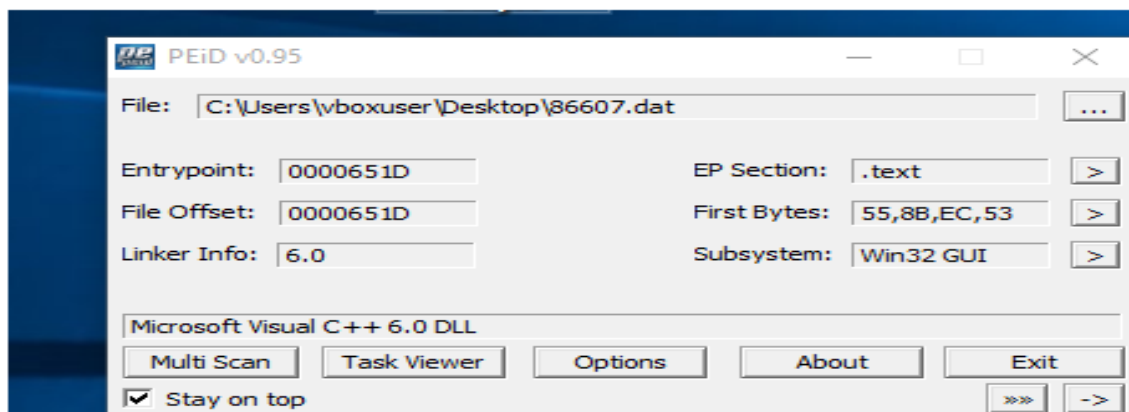 PEiD v0.95
File: C:\Users\vboxuser\Desktop\86607.dat ...
Entrypoint: 0000651D EP Section: .text >
File Offset: 0000651D First Bytes: 55,8B,EC,53 >
Linker Info: 6.0 Subsystem: Win32 GUI >
Microsoft Visual C++ 6.0 DLL
Multi Scan Task Viewer Options About Exit
Stay on top »» ->